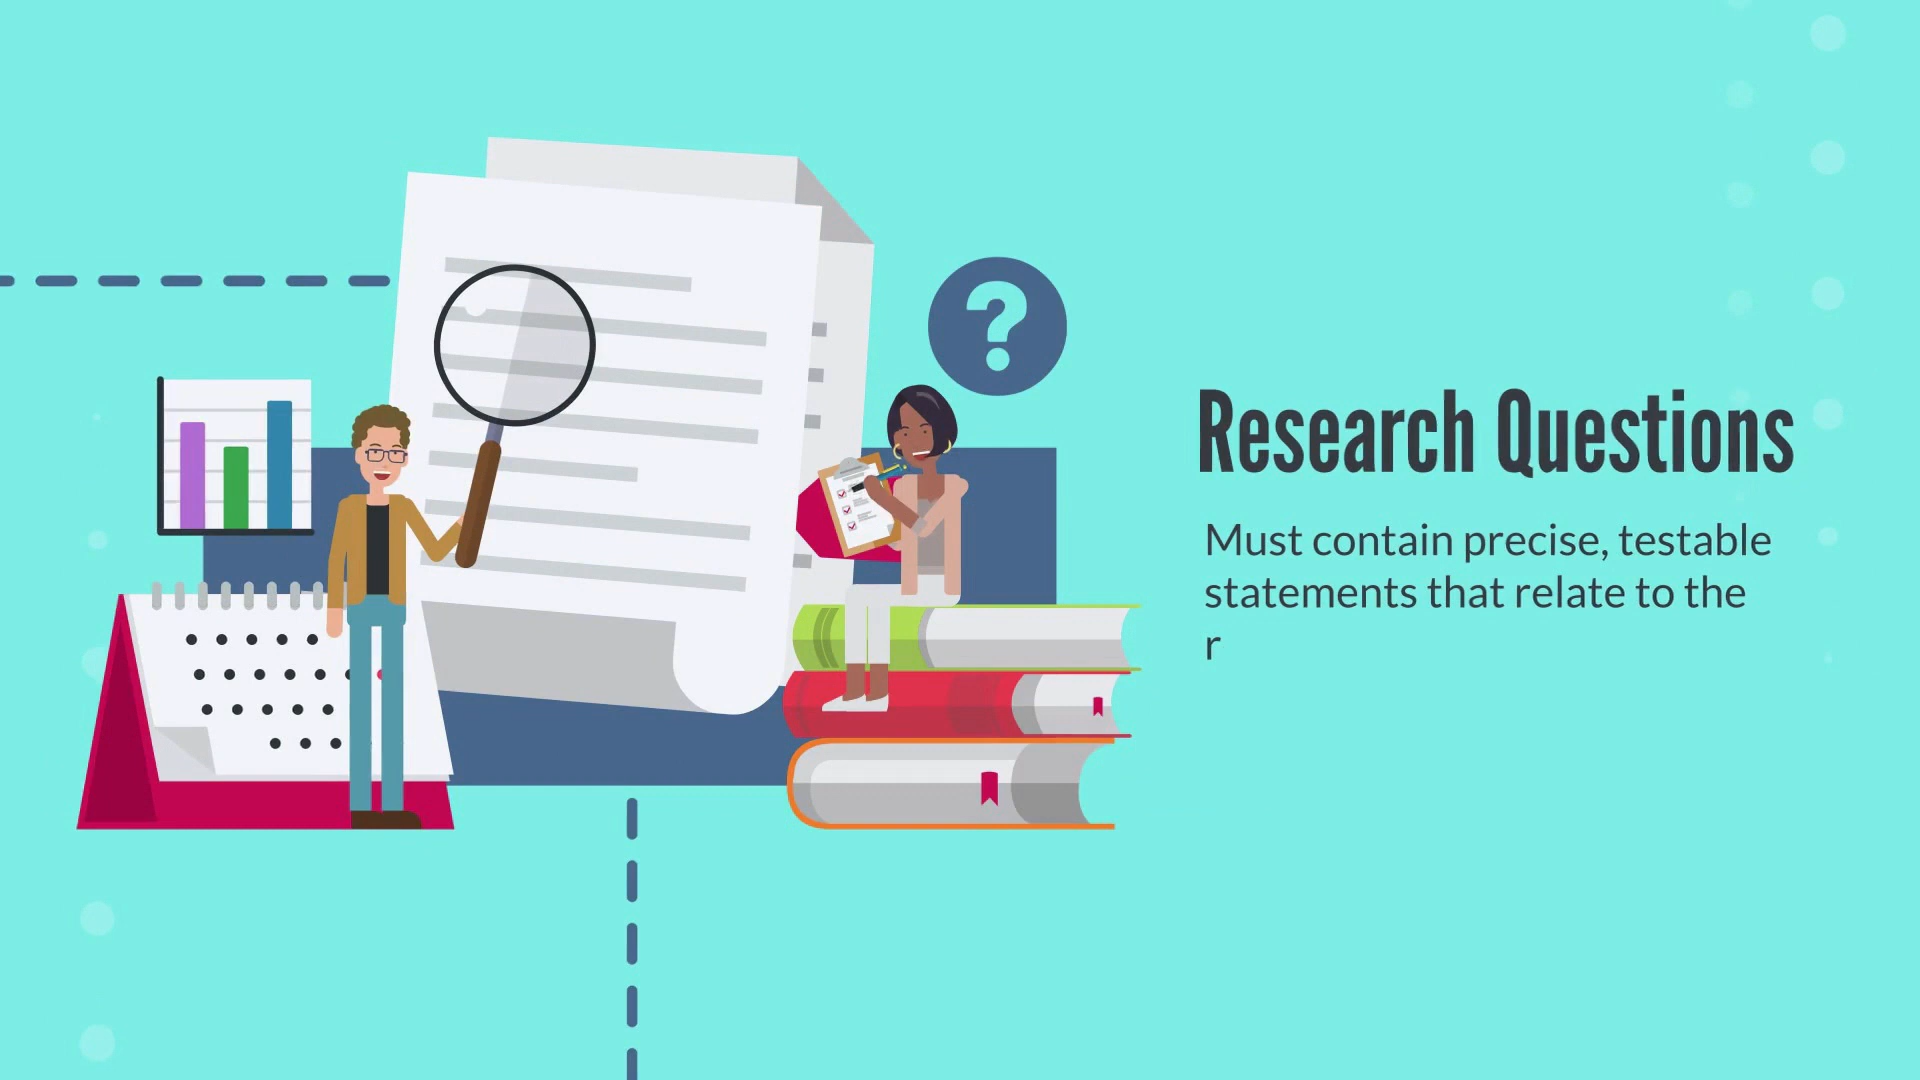 ?
Research Questions
Must contain precise, testable
statements that relate to the
r